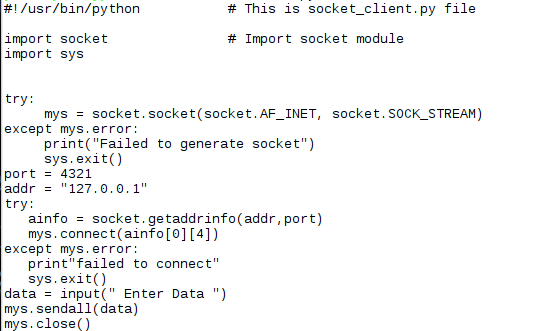 #!/usr/bin/python          # This is socket_client.py file
import socket              # Import socket module
import sys
try:
     mys = socket.socket(socket.AF_INET, socket.SOCK_STREAM)
except mys.error:
     print("Failed to generate socket")
     sys.exit()
port = 4321
addr = "127.0.0.1"
try:
   ainfo = socket.getaddrinfo(addr,port)
   mys.connect(ainfo[0][4])
except mys.error:
   print"failed to connect"
   sys.exit()
data = input(" Enter Data ")
mys.sendall(data)
mys.close()